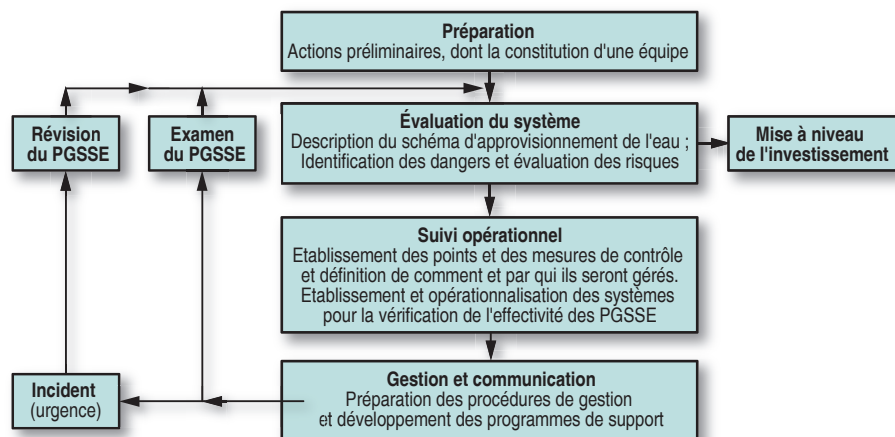 Préparation
Actions préliminaires, dont la constitution d'une équipe
Révision
du PGSSE
Examen
du PGSSE
Évaluation du système
Description du schéma d'approvisionnement de l'eau ;
Identification des dangers et évaluation des risques
Mise à niveau
de l'investissement
Suivi opérationnel
Etablissement des points et des mesures de contrôle
et définition de comment et par qui ils seront gérés.
Etablissement et opérationnalisation des systèmes
pour la vérification de l'effectivité des PGSSE
Incident
(urgence)
Gestion et communication
Préparation des procédures de gestion
et développement des programmes de support